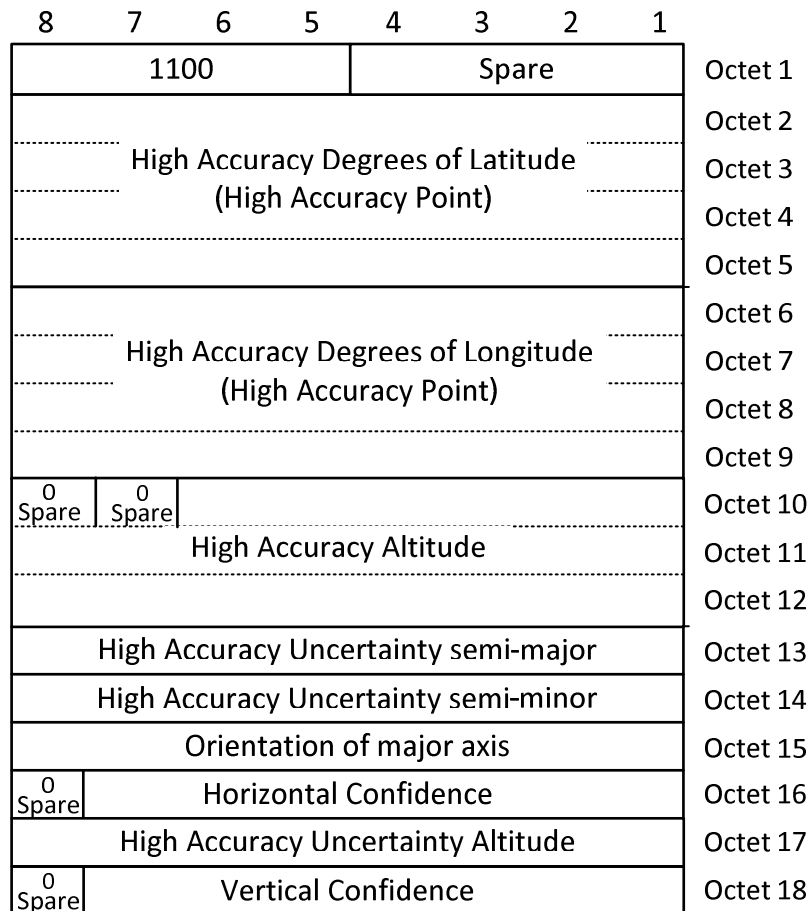 8 7 6 5 4 3 2 1
1100 Spare Octet 1
Octet 2
High Accuracy Degrees of Latitude Octet 3
(High Accuracy Point) Octet 4
Octet 5
Octet 6
High Accuracy Degrees of Longitude Octet 7
(High Accuracy Point) Octet 8
Octet 9
0 Spare 0 Spare Octet 10
High Accuracy Altitude Octet 11
Octet 12
High Accuracy Uncertainty semi-major Octet 13
High Accuracy Uncertainty semi-minor Octet 14
Orientation of major axis Octet 15
0 Spare Horizontal Confidence Octet 16
High Accuracy Uncertainty Altitude Octet 17
0 Spare Vertical Confidence Octet 18